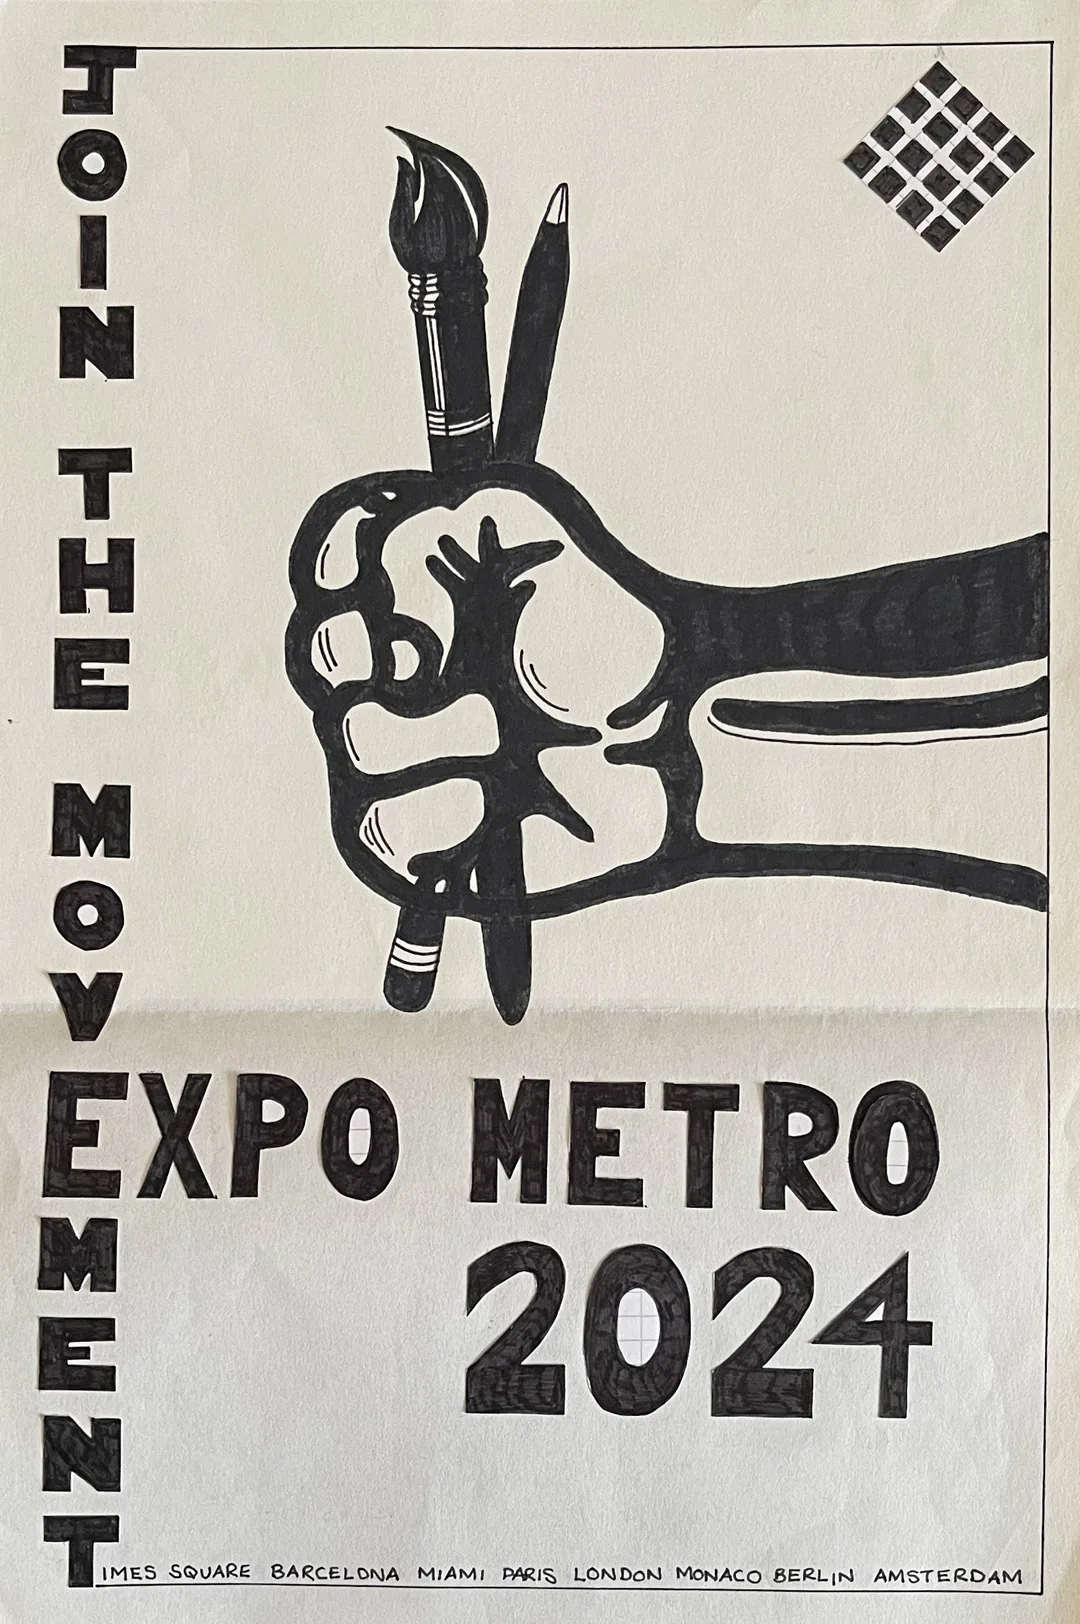 JOIN THE MOVEMENT
EXPO METRO
2024
TIMES SQUARE BARCELONA MIAMI PARIS LONDON MONACO BERLIN AMSTERDAM